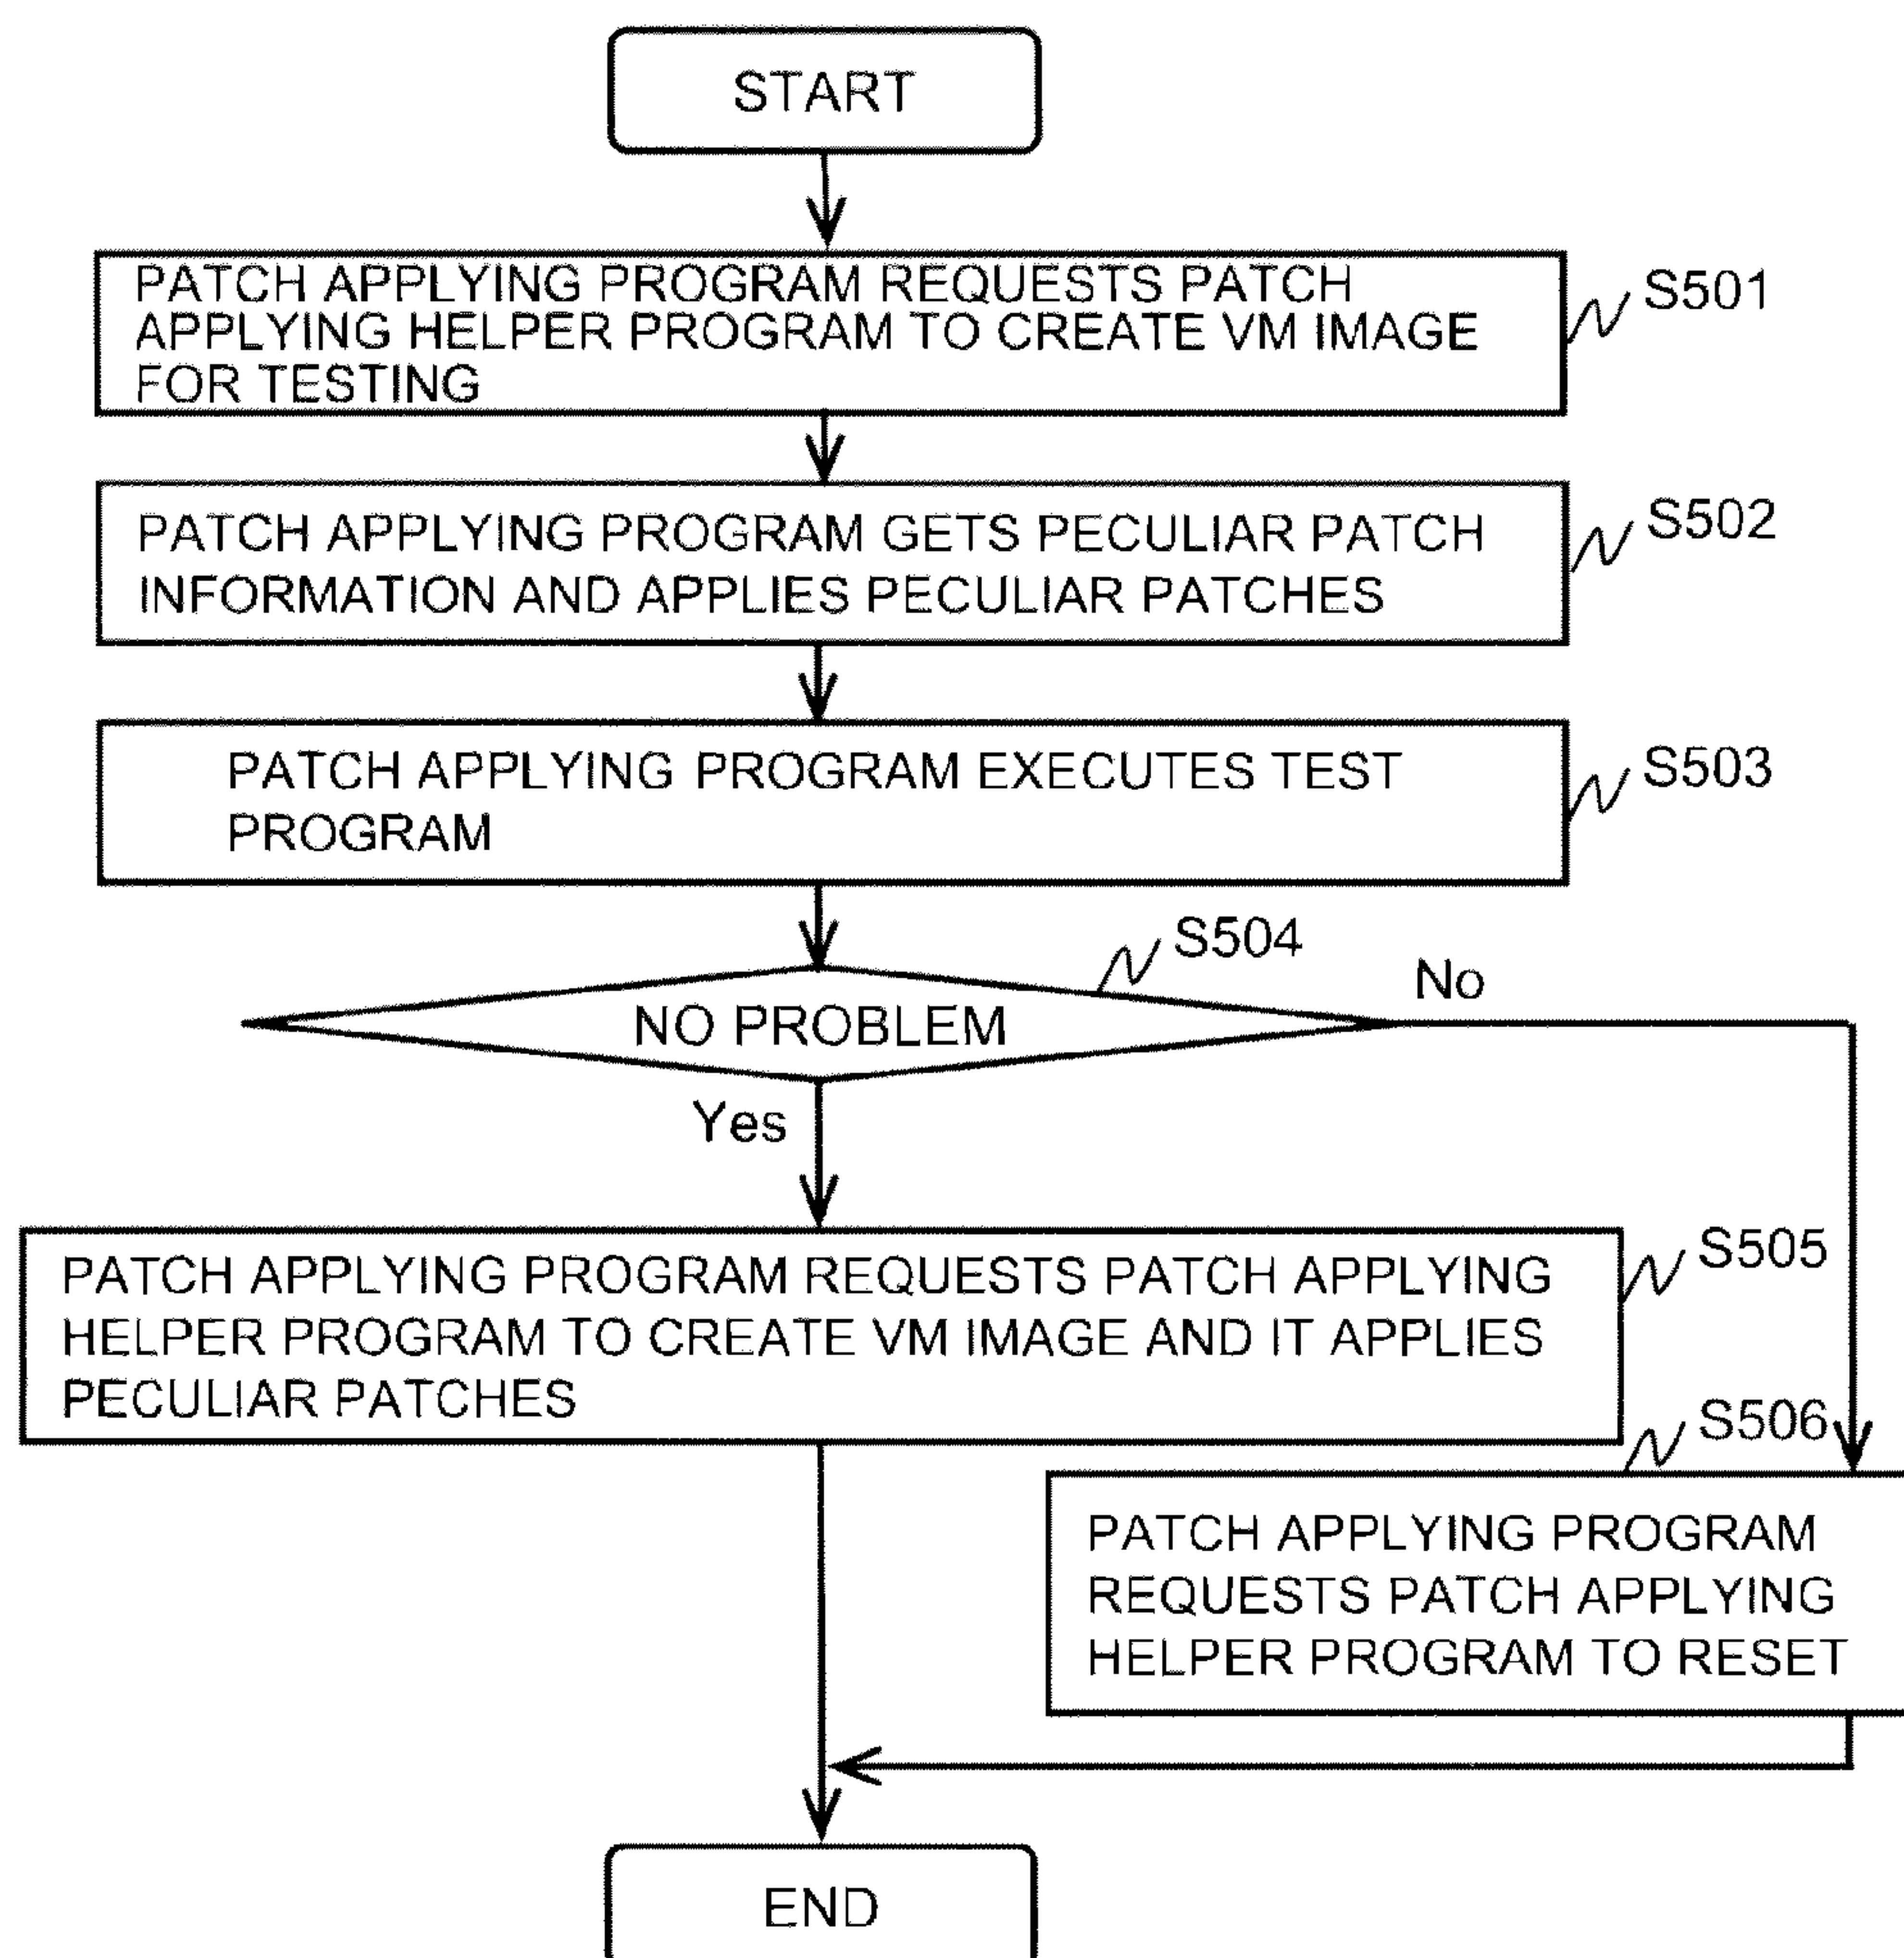 START
PATCH APPLYING PROGRAM REQUESTS PATCH
APPLYING HELPER PROGRAM TO CREATE VM IMAGE
FOR TESTING
S501
PATCH APPLYING PROGRAM GETS PECULIAR PATCH
INFORMATION AND APPLIES PECULIAR PATCHES
S502
PATCH APPLYING PROGRAM EXECUTES TEST
PROGRAM
S503
S504
NO PROBLEM
No
Yes
PATCH APPLYING PROGRAM REQUESTS PATCH APPLYING
HELPER PROGRAM TO CREATE VM IMAGE AND IT APPLIES
PECULIAR PATCHES
S505
S506
PATCH APPLYING PROGRAM
REQUESTS PATCH APPLYING
HELPER PROGRAM TO RESET
END